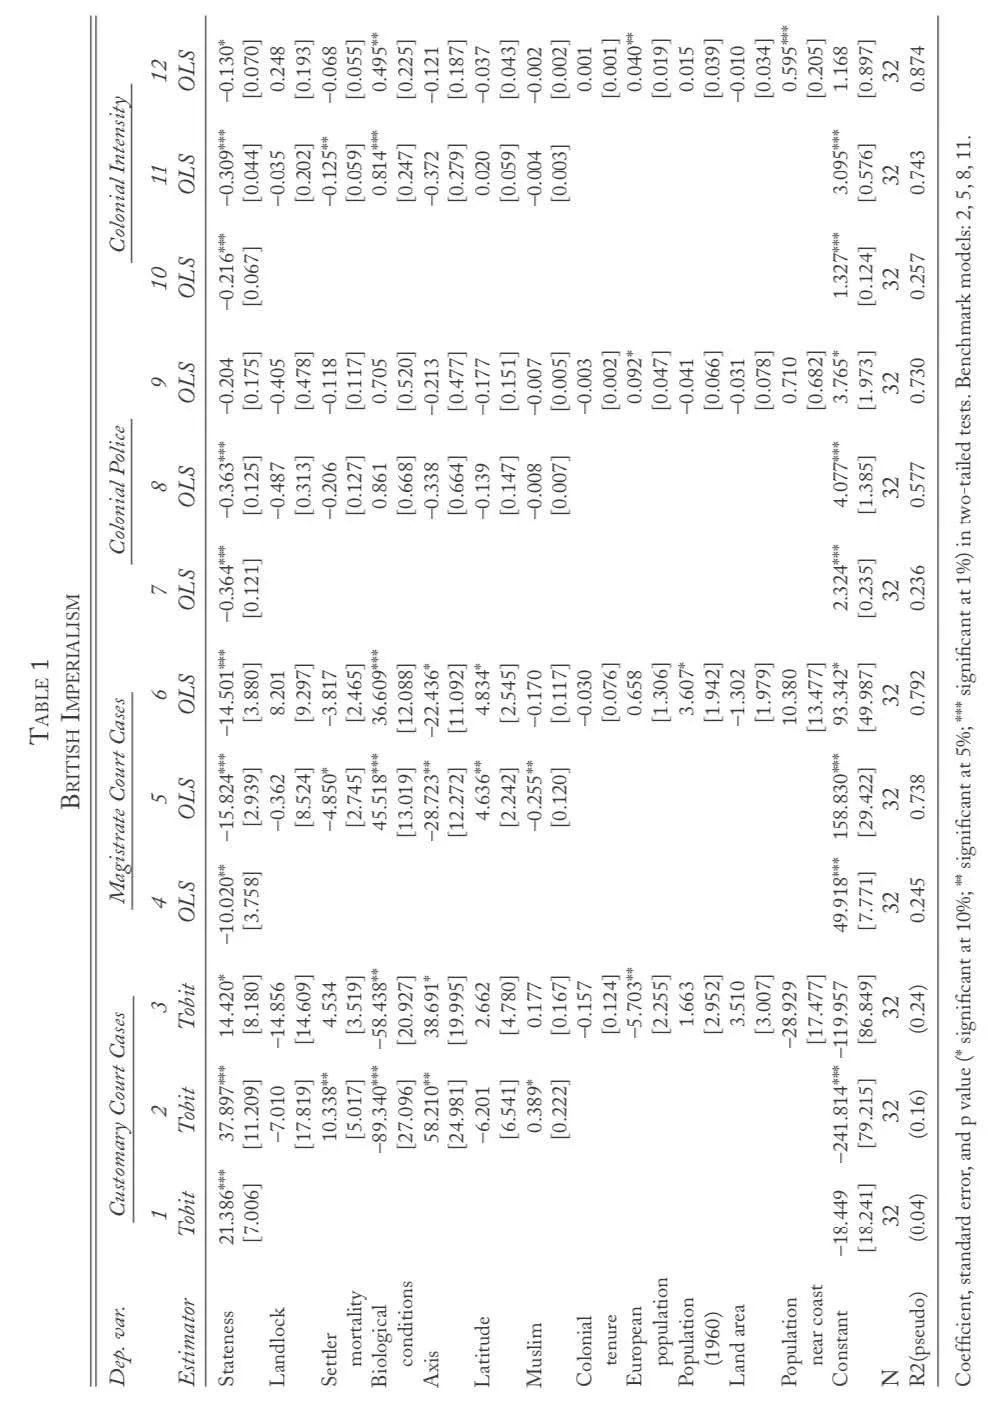 TABLE 1
BRITISH IMPERIALISM
Dep. var. Customary Court Cases Magistrate Court Cases Colonial Police Colonial Intensity
1 2 3 4 5 6 7 8 9 10 11 12
Estimator Tobit Tobit Tobit OLS OLS OLS OLS OLS OLS OLS OLS OLS
Stateness 21.386*** 37.897*** 14.420* −10.020** −15.824*** −14.501*** −0.364*** −0.363*** −0.204 −0.216*** −0.309*** −0.130*
[7.006] [11.209] [8.180] [3.758] [2.939] [3.880] [0.121] [0.125] [0.175] [0.067] [0.044] [0.070]
Landlock −7.010 −14.856 −0.362 8.201 −0.487 −0.405 −0.035 0.248
[17.819] [14.609] [8.524] [9.297] [0.313] [0.478] [0.202] [0.193]
Settler 10.338** 4.534 −4.850* −3.817 −0.206 −0.118 −0.125** −0.068
mortality [5.017] [3.519] [2.745] [2.465] [0.127] [0.117] [0.059] [0.055]
Biological −89.340*** −58.438** 45.518*** 36.609*** 0.861 0.705 0.814*** 0.495**
conditions [27.096] [20.927] [13.019] [12.088] [0.668] [0.520] [0.247] [0.225]
Axis 58.210** 38.691* −28.723** −22.436* −0.338 −0.213 −0.372 −0.121
[24.981] [19.995] [12.272] [11.092] [0.664] [0.477] [0.279] [0.187]
Latitude −6.201 2.662 4.636** 4.834* −0.139 −0.177 0.020 −0.037
[6.541] [4.780] [2.242] [2.545] [0.147] [0.151] [0.059] [0.043]
Muslim 0.389* 0.177 −0.255** −0.170 −0.008 −0.007 −0.004 −0.002
[0.222] [0.167] [0.120] [0.117] [0.007] [0.005] [0.003] [0.002]
Colonial −0.157 −0.030 −0.003 0.001
tenure [0.124] [0.076] [0.002] [0.001]
European −5.703** 0.658 0.092* 0.040**
population [2.255] [1.306] [0.047] [0.019]
Population 1.663 3.607* −0.041 0.015
(1960) [2.952] [1.942] [0.066] [0.039]
Land area 3.510 −1.302 −0.031 −0.010
[3.007] [1.979] [0.078] [0.034]
Population −28.929 10.380 0.710 0.595***
near coast [17.477] [13.477] [0.682] [0.205]
Constant −18.449 −241.814*** −119.957 49.918*** 158.830*** 93.342* 2.324*** 4.077*** 3.765* 1.327*** 3.095*** 1.168
[18.241] [79.215] [86.849] [7.771] [29.422] [49.987] [0.235] [1.385] [1.973] [0.124] [0.576] [0.897]
N 32 32 32 32 32 32 32 32 32 32 32 32
R2(pseudo) (0.04) (0.16) (0.24) 0.245 0.738 0.792 0.236 0.577 0.730 0.257 0.743 0.874
Coefficient, standard error, and p value (* significant at 10%; ** significant at 5%; *** significant at 1%) in two-tailed tests. Benchmark models: 2, 5, 8, 11.